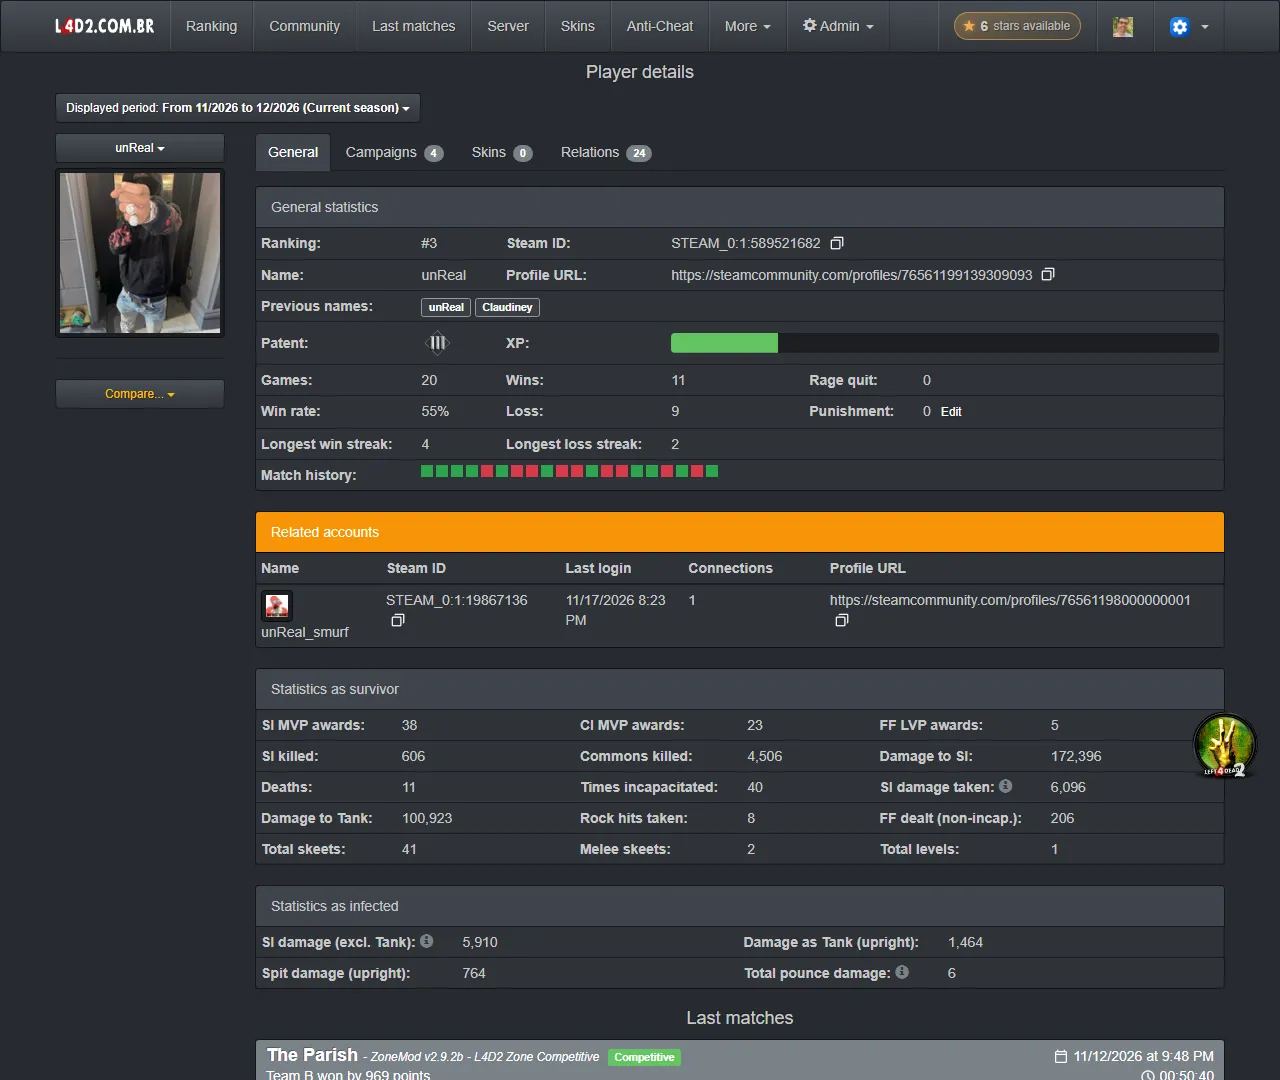 L4D2.COM.BR Ranking Community Last matches Server Skins Anti-Cheat More Admin 6 stars available
Player details
Displayed period: From 11/2026 to 12/2026 (Current season)
unReal
General Campaigns 4 Skins 0 Relations 24
General statistics
Ranking: #3 Steam ID: STEAM_0:1:589521682
Name: unReal Profile URL: https://steamcommunity.com/profiles/76561199139309093
Previous names: unReal Claudiney
Patent: XP:
Games: 20 Wins: 11 Rage quit: 0
Win rate: 55% Loss: 9 Punishment: 0 Edit
Longest win streak: 4 Longest loss streak: 2
Match history:
Compare...
Related accounts
Name Steam ID Last login Connections Profile URL
STEAM_0:1:19867136 11/17/2026 8:23 1 https://steamcommunity.com/profiles/76561198000000001
PM
unReal_smurf
Statistics as survivor
SI MVP awards: 38 CI MVP awards: 23 FF LVP awards: 5
SI killed: 606 Commons killed: 4,506 Damage to SI: 172,396
Deaths: 11 Times incapacitated: 40 SI damage taken: 6,096
Damage to Tank: 100,923 Rock hits taken: 8 FF dealt (non-incap.): 206
Total skeets: 41 Melee skeets: 2 Total levels: 1
LEFT4DEAD2
Statistics as infected
SI damage (excl. Tank): 5,910 Damage as Tank (upright): 1,464
Spit damage (upright): 764 Total pounce damage: 6
Last matches
The Parish - ZoneMod v2.9.2b - L4D2 Zone Competitive Competitive 11/12/2026 at 9:48 PM
Team B won by 969 points 00:50:40